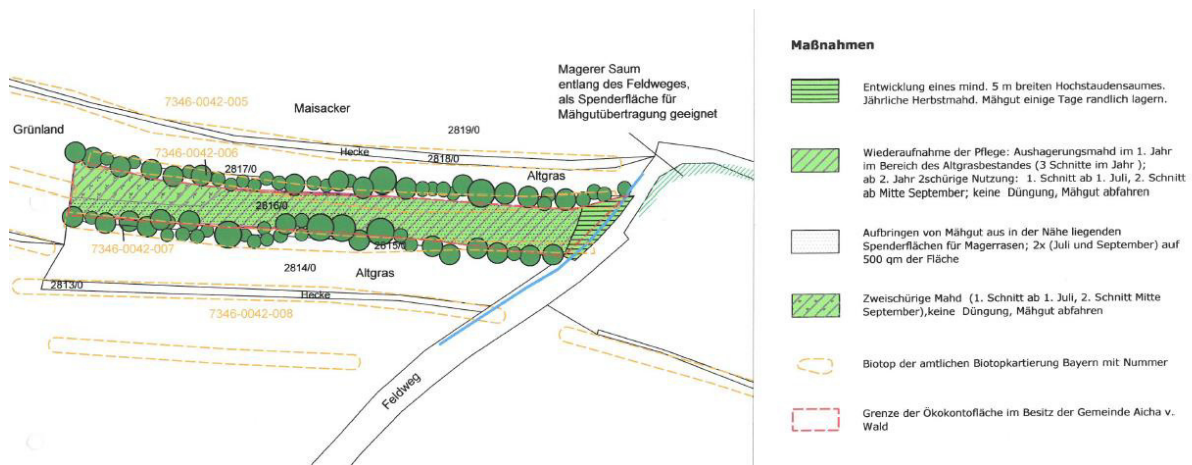 Magerer Saum
entlang des Feldweges,
als Spenderfläche für
Mähgutübertragung geeignet
7346-0042-005
Maisacker
2819/0
Grünland
7346-0042-006
Hecke
2818/0
2817/0
Altgras
2816/0
7346-0042-007
2815/0
2814/0
Altgras
2813/0
Hecke
7346-0042-008
Feldweg
Maßnahmen
Entwicklung eines mind. 5 m breiten Hochstaudensaumes.
Jährliche Herbstmahd. Mähgut einige Tage randlich lagern.
Wiederaufnahme der Pflege: Aushagerungsmahd im 1. Jahr
im Bereich des Altgrasbestandes (3 Schnitte im Jahr );
ab 2. Jahr 2schürige Nutzung: 1. Schnitt ab 1. Juli, 2. Schnitt
ab Mitte September; keine Düngung, Mähgut abfahren
Aufbringen von Mähgut aus in der Nähe liegenden
Spenderflächen für Magerrasen; 2x (Juli und September) auf
500 qm der Fläche
Zweischürige Mahd (1. Schnitt ab 1. Juli, 2. Schnitt Mitte
September),keine Düngung, Mähgut abfahren
Biotop der amtlichen Biotopkartierung Bayern mit Nummer
Grenze der Ökokontofläche im Besitz der Gemeinde Aicha v.
Wald